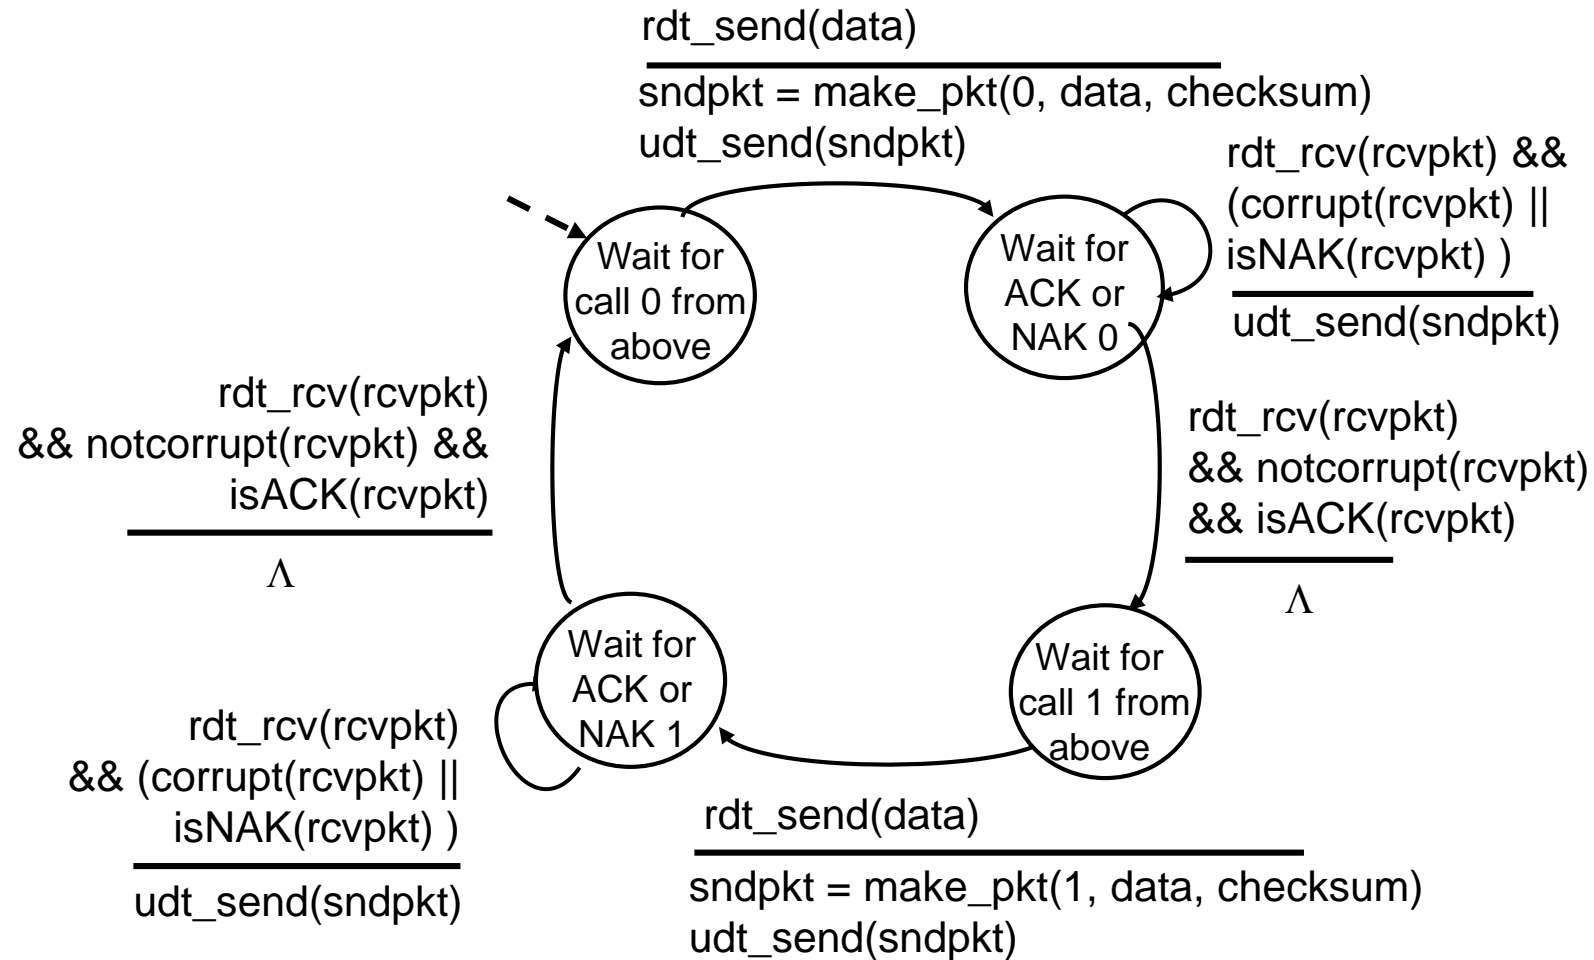 rdt_send(data)
sndpkt = make_pkt(0, data, checksum)
udt_send(sndpkt)
rdt_rcv(rcvpkt) &&
(corrupt(rcvpkt) ||
isNAK(rcvpkt) )
udt_send(sndpkt)
Wait for
call 0 from
above
Wait for
ACK or
NAK 0
rdt_rcv(rcvpkt)
&& notcorrupt(rcvpkt) &&
isACK(rcvpkt)
Λ
rdt_rcv(rcvpkt)
&& notcorrupt(rcvpkt)
&& isACK(rcvpkt)
Λ
Wait for
ACK or
NAK 1
Wait for
call 1 from
above
rdt_rcv(rcvpkt)
&& (corrupt(rcvpkt) ||
isNAK(rcvpkt) )
udt_send(sndpkt)
rdt_send(data)
sndpkt = make_pkt(1, data, checksum)
udt_send(sndpkt)